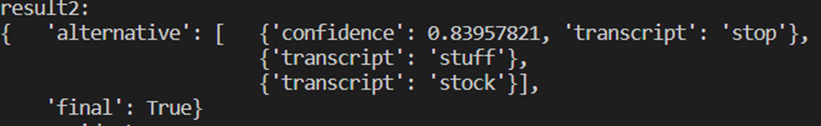 result2:
{   'alternative': [   {'confidence': 0.83957821, 'transcript': 'stop'},
                       {'transcript': 'stuff'},
                       {'transcript': 'stock'}],
    'final': True}